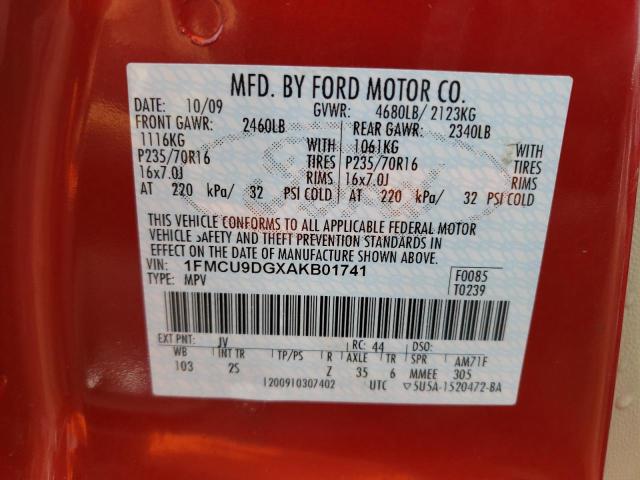 MFD. BY FORD MOTOR CO.
DATE: 10/09 GVWR: 4680LB/ 2123KG
FRONT GAWR: 2460LB REAR GAWR: 2340LB
1116KG WITH 1061KG WITH
P235/70R16 TIRES P235/70R16 TIRES
16x7.0J RIMS 16x7.0J RIMS
AT 220 kPa/ 32 PSI COLD AT 220 kPa/ 32 PSI COLD
THIS VEHICLE CONFORMS TO ALL APPLICABLE FEDERAL MOTOR
VEHICLE SAFETY AND THEFT PREVENTION STANDARDS IN
EFFECT ON THE DATE OF MANUFACTURE SHOWN ABOVE.
VIN: 1FMCU9DGXAKB01741 F0085
TYPE: MPV T0239
EXT PNT: JV RC: 44 DSO:
WB INT TR TP/PS R AXLE TR SPR AM71F
103 2S Z 35 6 MMEE 305
1200910307402 UTC 5U5A-1520472-BA